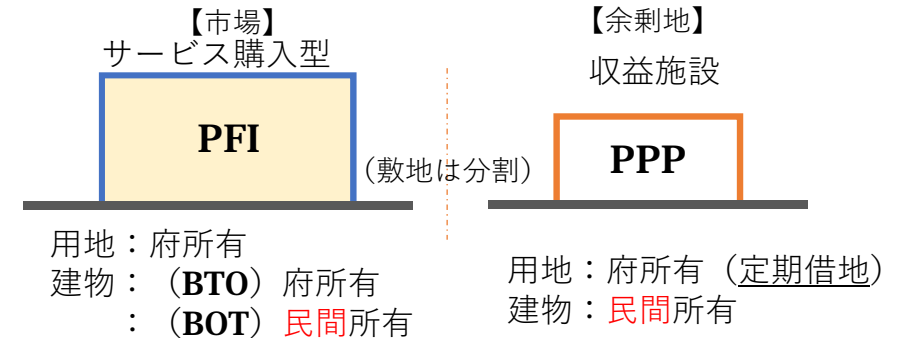 【市場】
サービス購入型
PFI
用地：府所有
建物：（BTO）府所有
：（BOT）民間所有
（敷地は分割）
【余剰地】
収益施設
PPP
用地：府所有（定期借地）
建物：民間所有